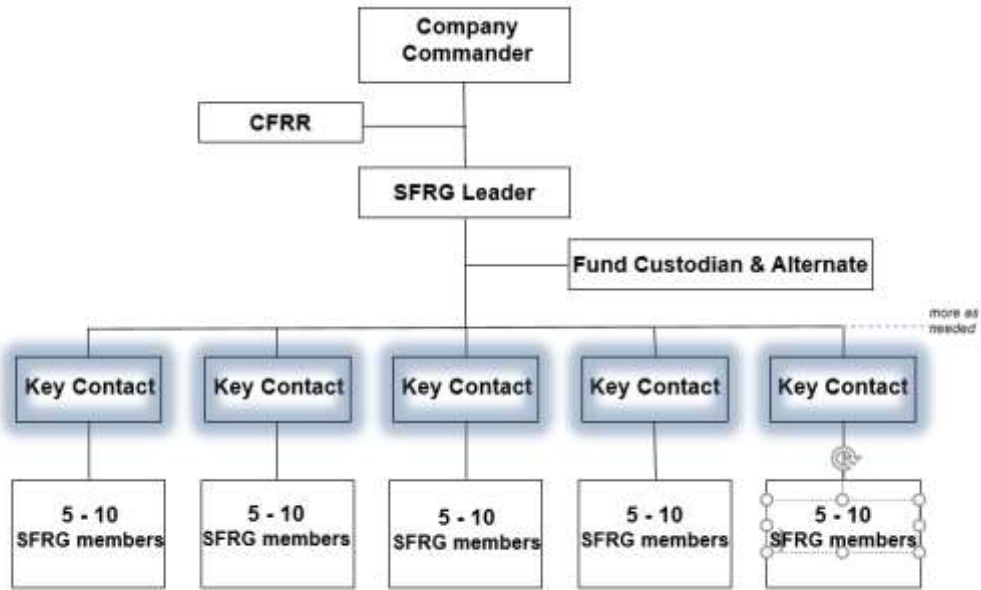 Company
Commander
CFRR
SFRG Leader
Fund Custodian & Alternate
more as
needed
Key Contact
Key Contact
Key Contact
Key Contact
Key Contact
5 - 10
SFRG members
5 - 10
SFRG members
5 - 10
SFRG members
5 - 10
SFRG members
5 - 10
SFRG members